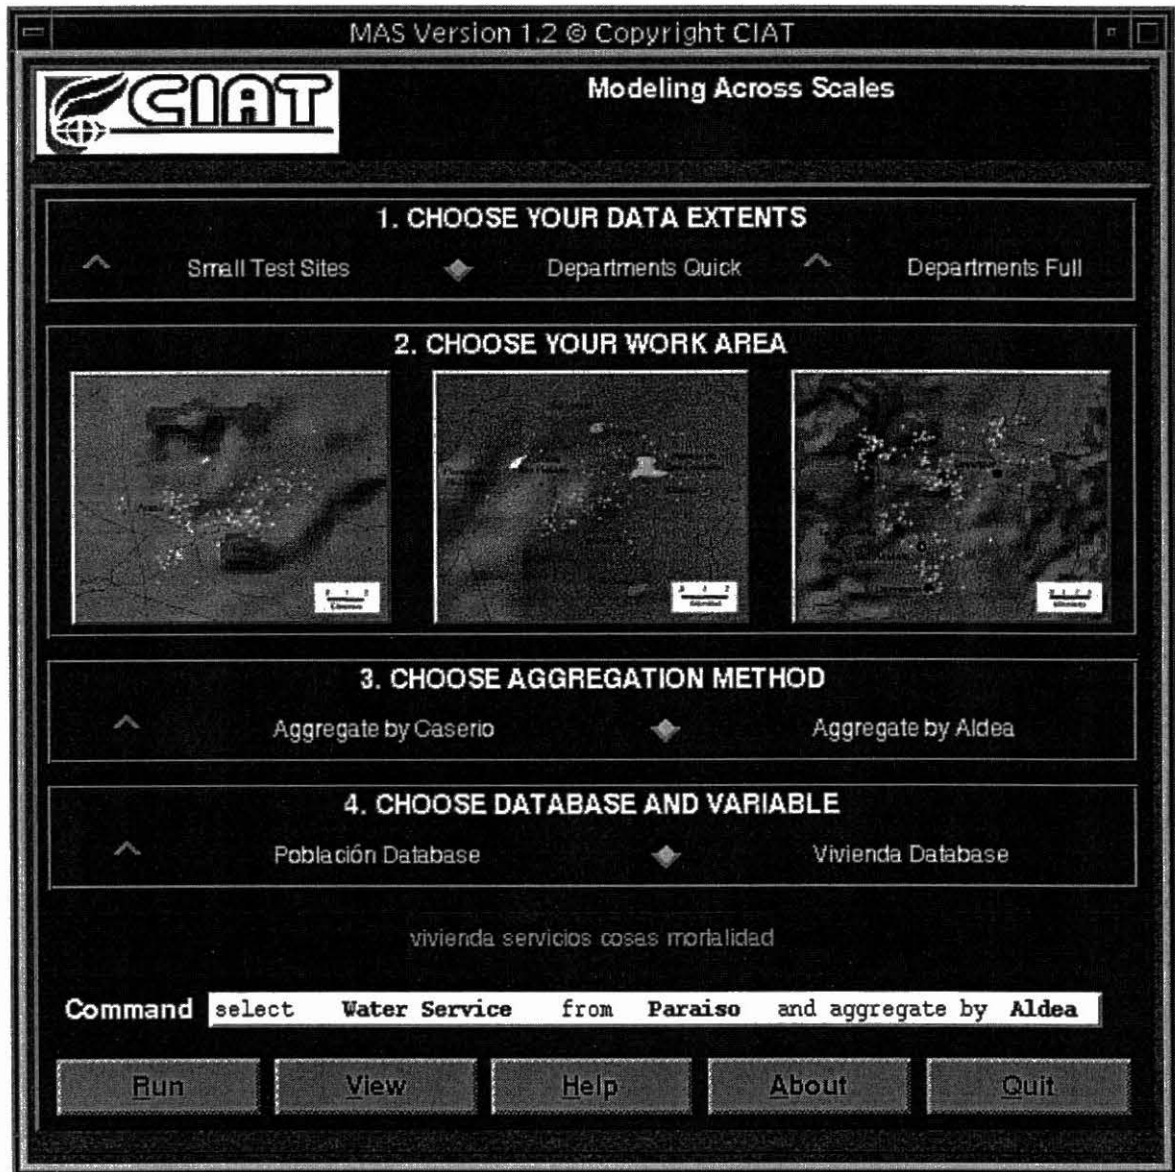 MAS Version 1.2 © Copyright CIAT
CIAT
Modeling Across Scales
1. CHOOSE YOUR DATA EXTENTS
Small Test Sites Departments Quick Departments Full
2. CHOOSE YOUR WORK AREA
3. CHOOSE AGGREGATION METHOD
Aggregate by Caserio Aggregate by Aldea
4. CHOOSE DATABASE AND VARIABLE
Población Database Vivienda Database
vivienda servicios cosas mortalidad
Command select Water Service from Paraiso and aggregate by Aldea
Run View Help About Quit